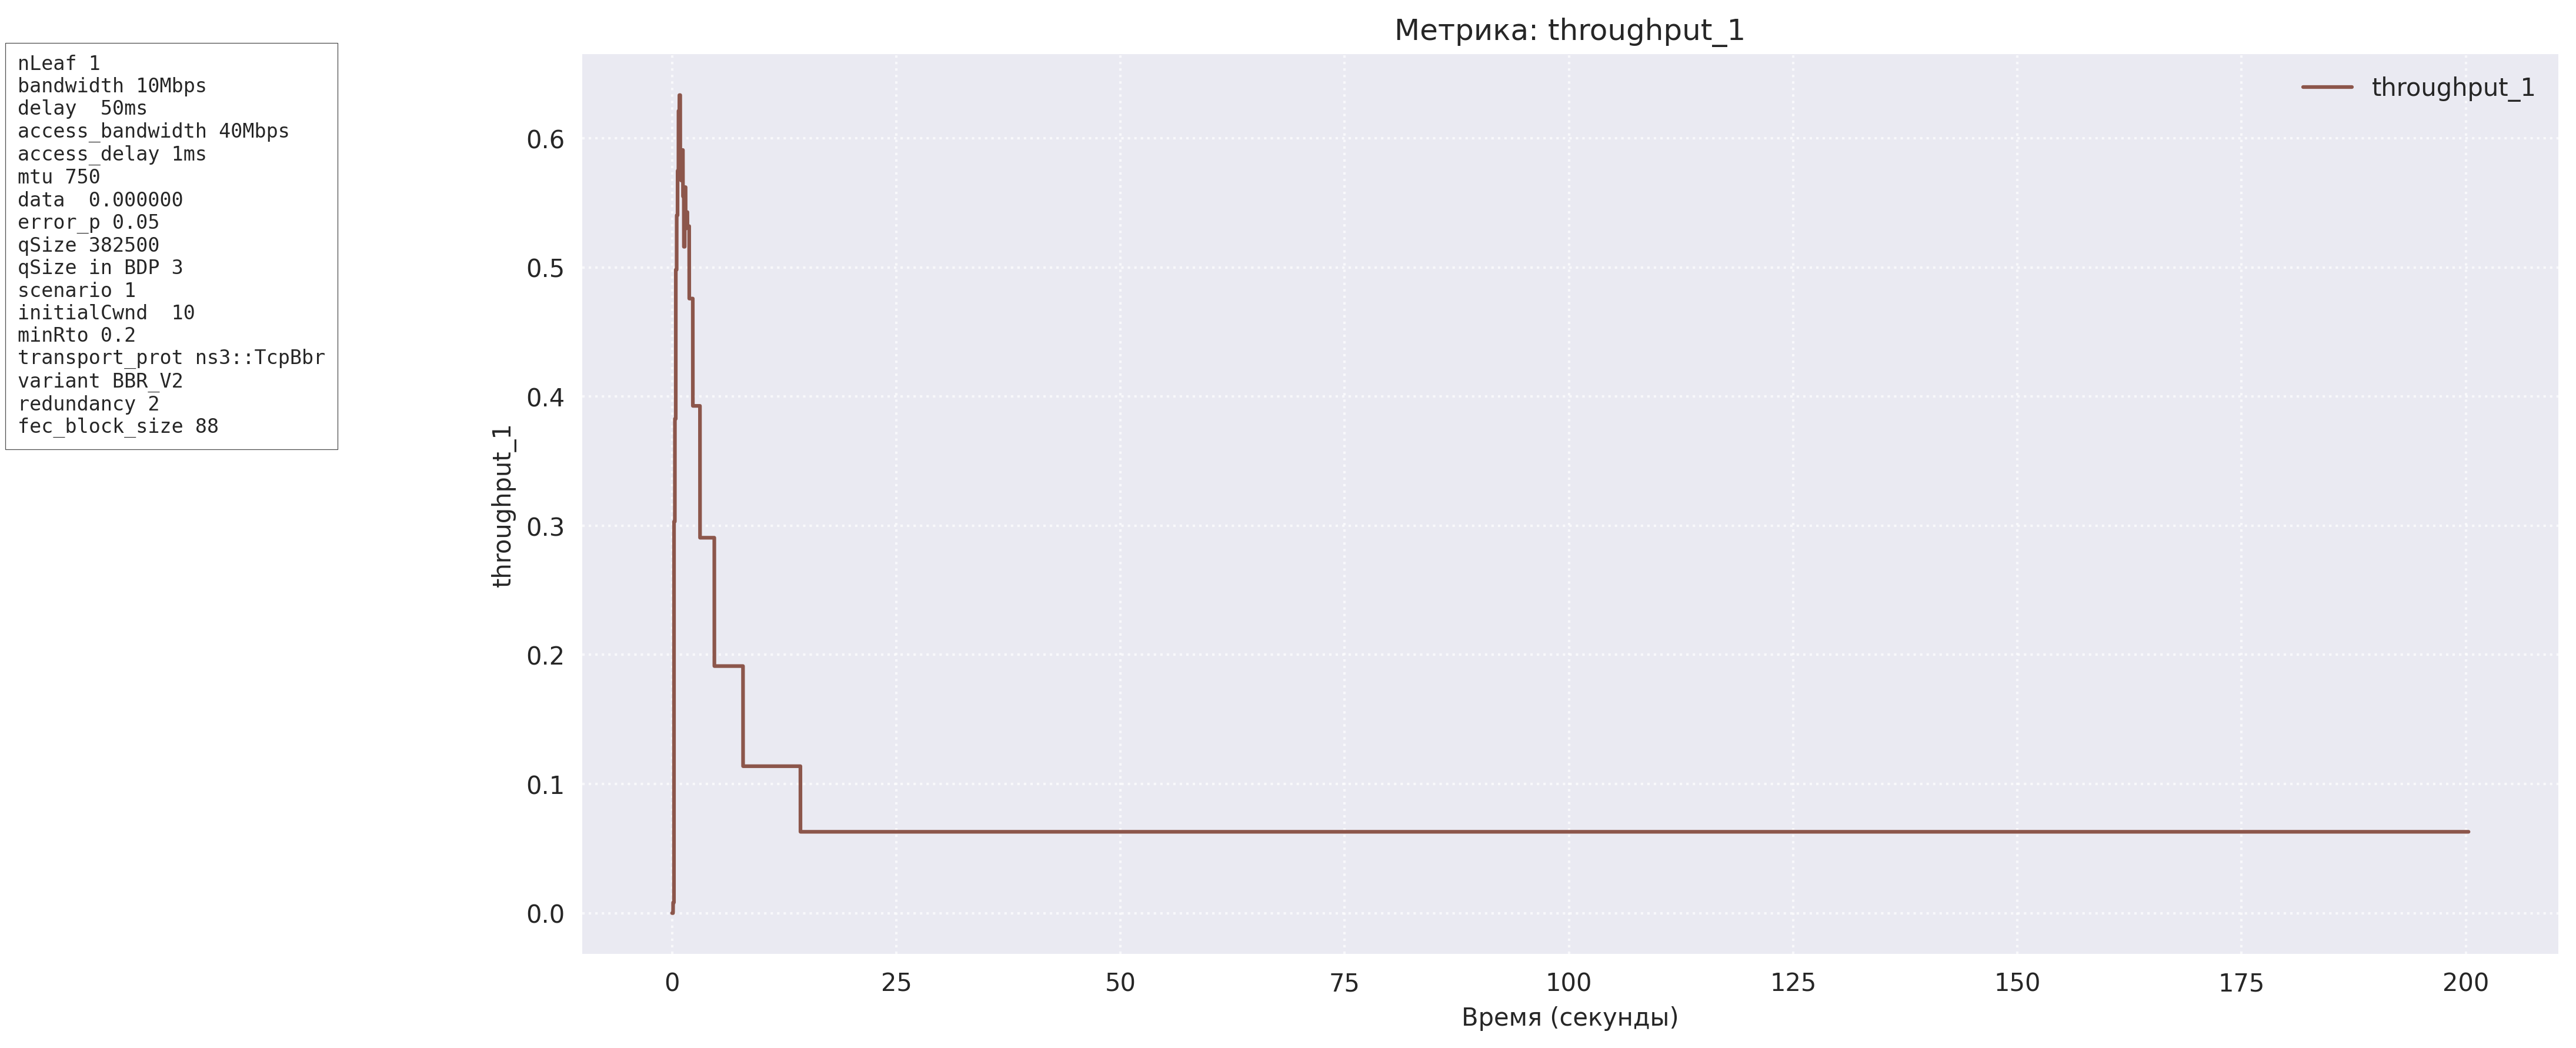 Метрика: throughput_1
nLeaf 1
bandwidth 10Mbps
delay  50ms
access_bandwidth 40Mbps
access_delay 1ms
mtu 750
data  0.000000
error_p 0.05
qSize 382500
qSize in BDP 3
scenario 1
initialCwnd  10
minRto 0.2
transport_prot ns3::TcpBbr
variant BBR_V2
redundancy 2
fec_block_size 88
throughput_1
throughput_1
0.6
0.5
0.4
0.3
0.2
0.1
0.0
0 25 50 75 100 125 150 175 200
Время (секунды)